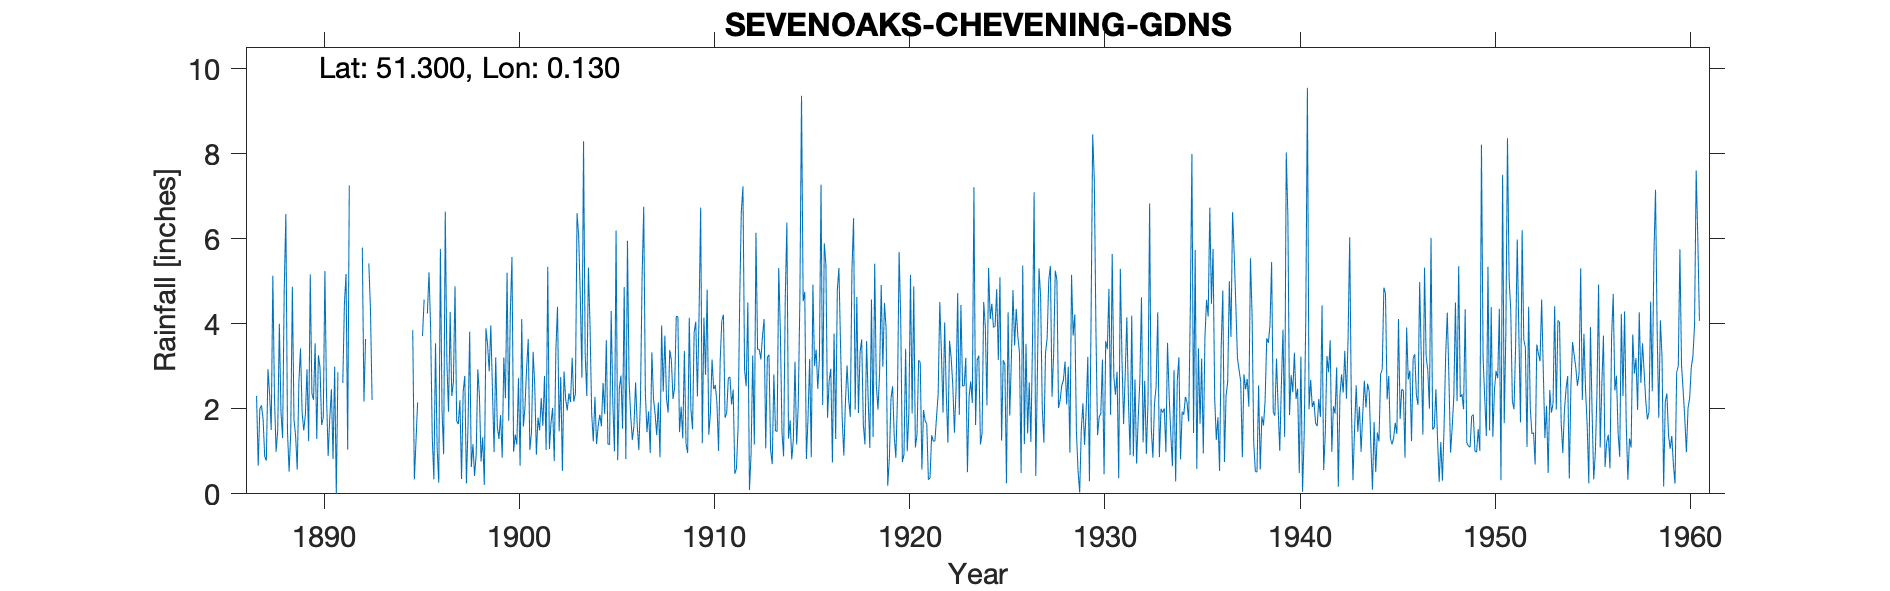 SEVENOAKS-CHEVENING-GDNS
Lat: 51.300, Lon: 0.130
10
8
6
4
2
0
Rainfall [inches]
1890 1900 1910 1920 1930 1940 1950 1960
Year